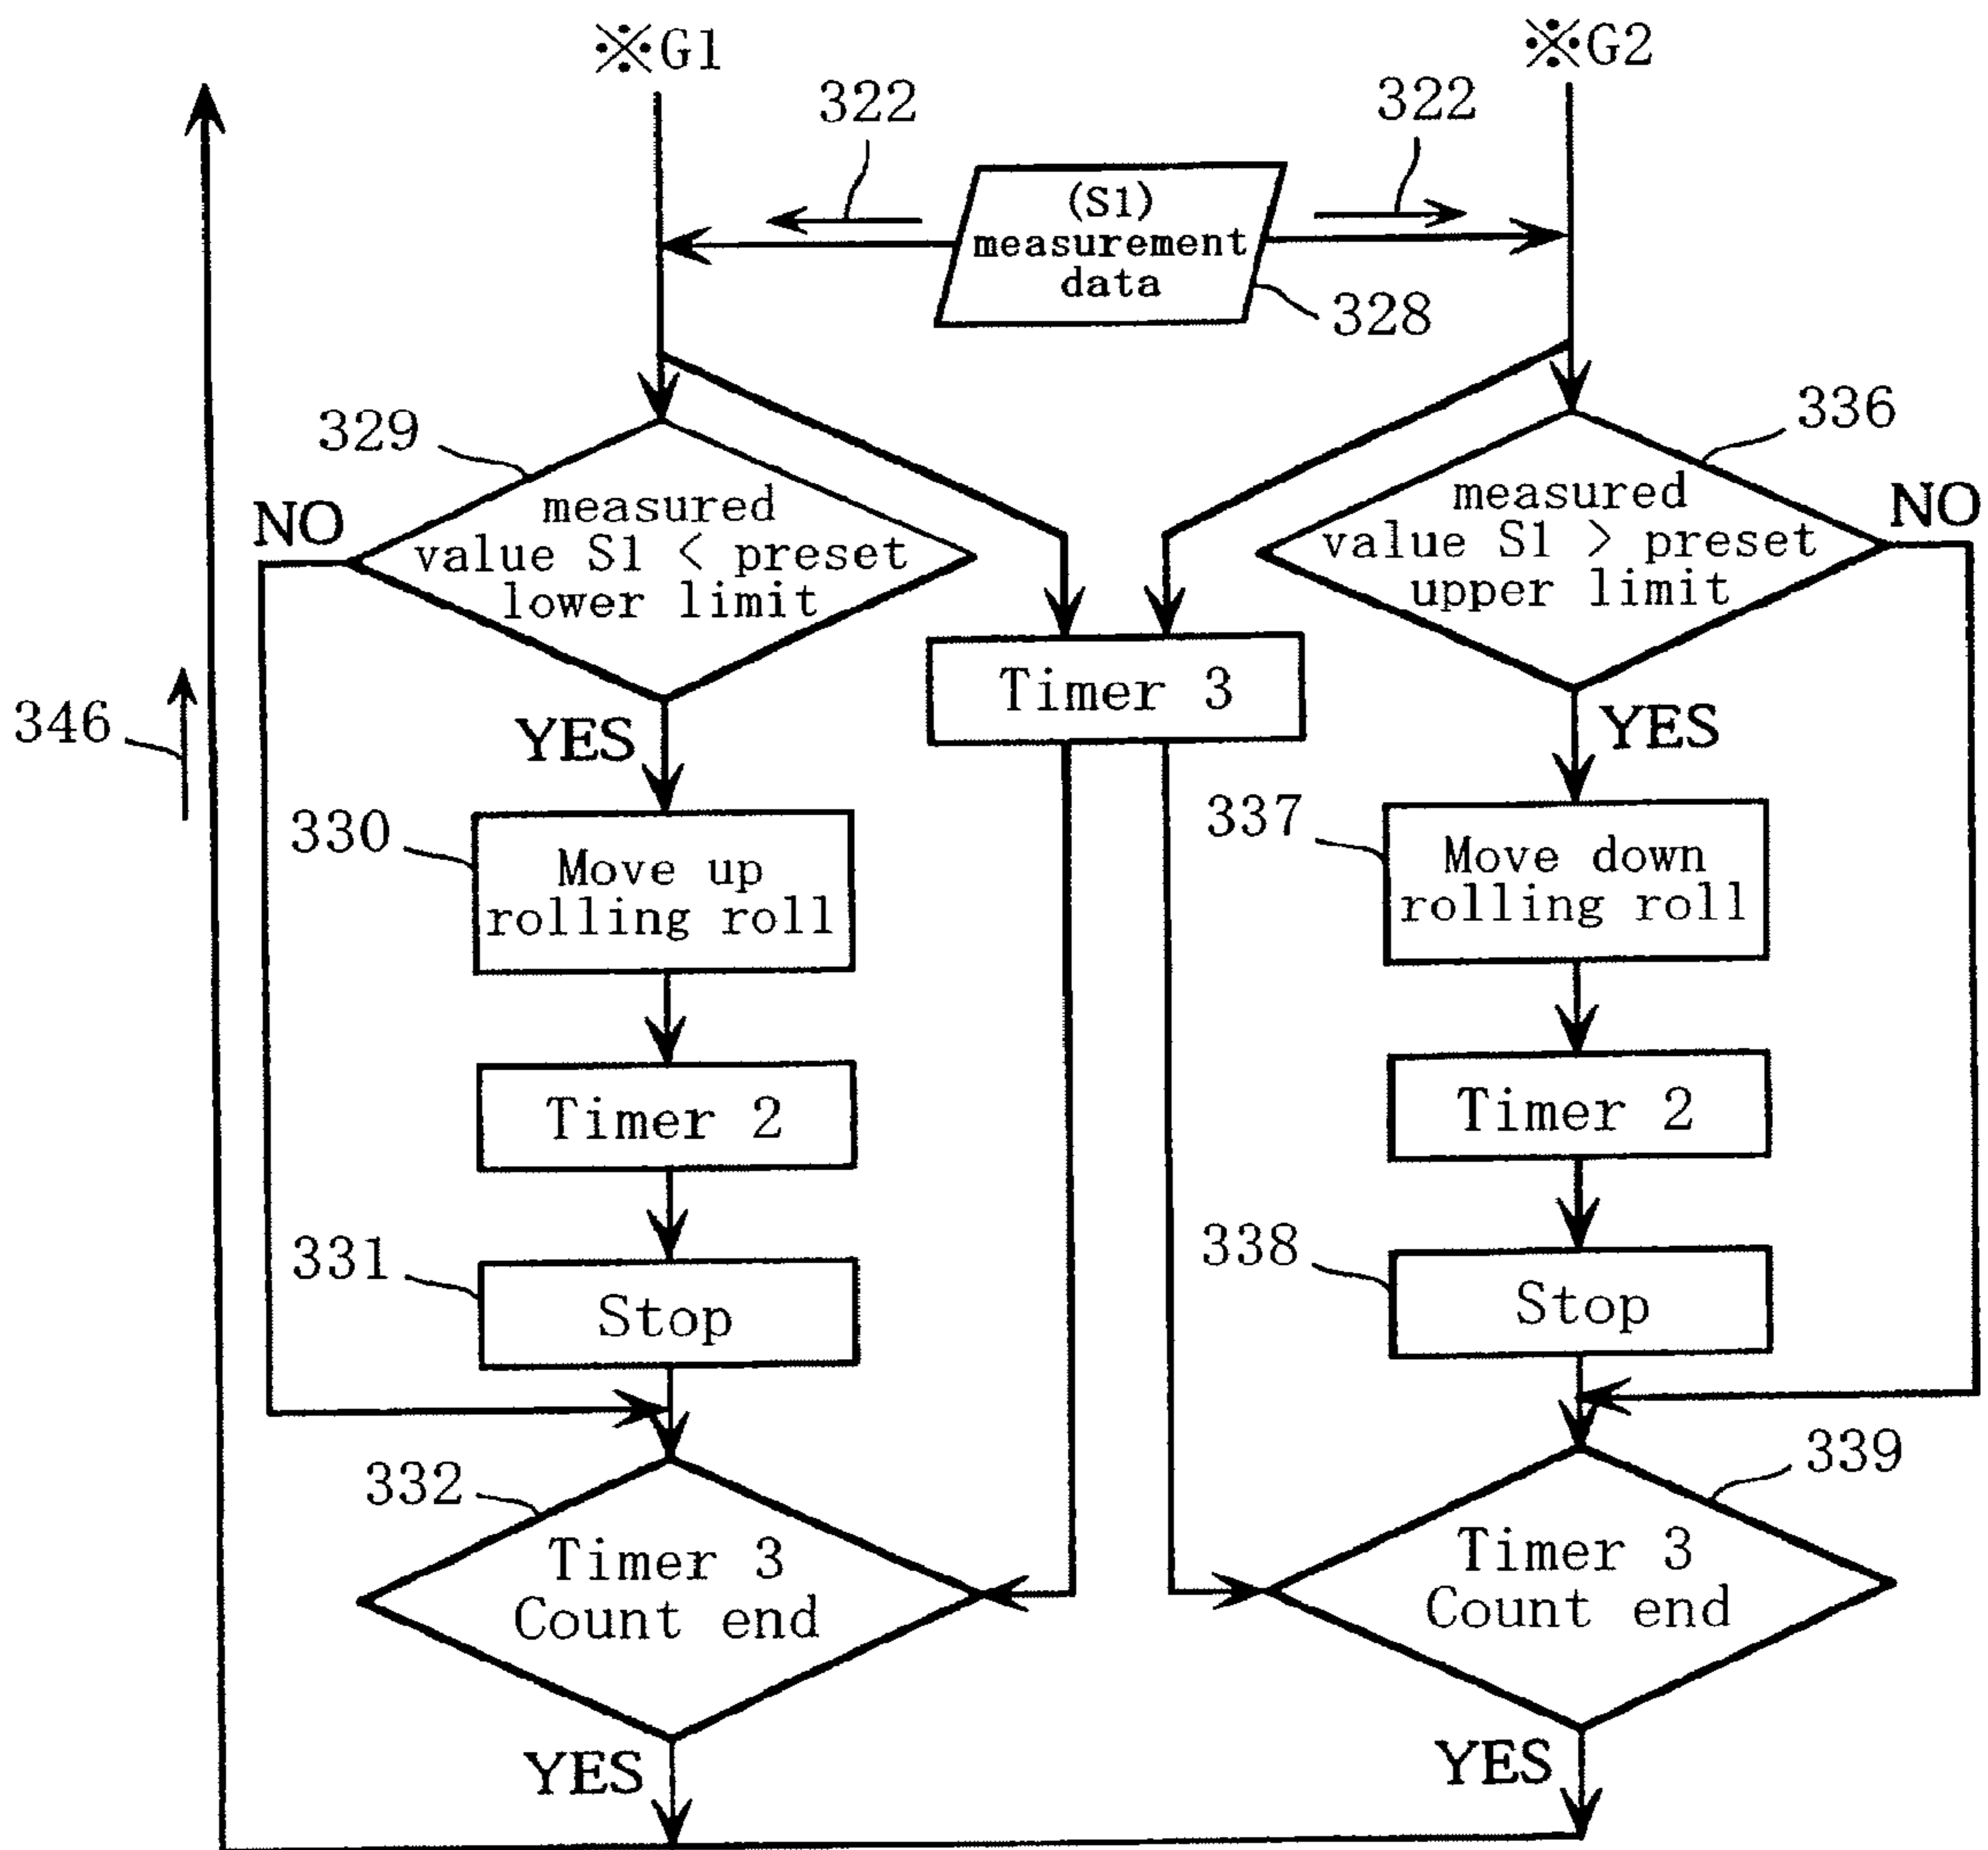 ※G1
※G2
322
322
(S1)
measurement
data
328
329
336
NO
measured
value S1 < preset
lower limit
measured
value S1 > preset
upper limit
NO
Timer 3
346
YES
YES
330
Move up
rolling roll
337
Move down
rolling roll
Timer 2
Timer 2
331
Stop
338
Stop
332
Timer 3
Count end
339
Timer 3
Count end
YES
YES